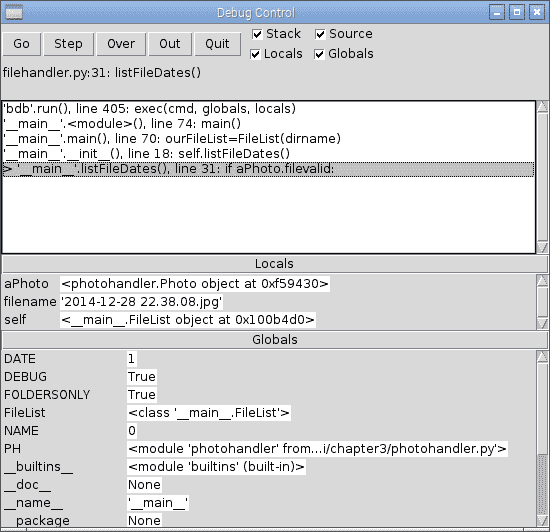 Debug Control
Go Step Over Out Quit
Stack Source
Locals Globals
filehandler.py:31: listFileDates()
'bdb'.run(), line 405: exec(cmd, globals, locals)
'__main__'.<module>(), line 74: main()
'__main__'.main(), line 70: ourFileList=FileList(dirname)
'__main__'.__init__(), line 18: self.listFileDates()
> '__main__'.listFileDates(), line 31: if aPhoto.filevalid:
Locals
aPhoto <photohandler.Photo object at 0xf59430>
filename '2014-12-28 22.38.08.jpg'
self <__main__.FileList object at 0x100b4d0>
Globals
DATE 1
DEBUG True
FOLDERSONLY True
FileList <class '__main__.FileList'>
NAME 0
PH <module 'photohandler' from...i/chapter3/photohandler.py'>
__builtins__ <module 'builtins' (built-in)>
__doc__ None
__name__ '__main__'
__package None